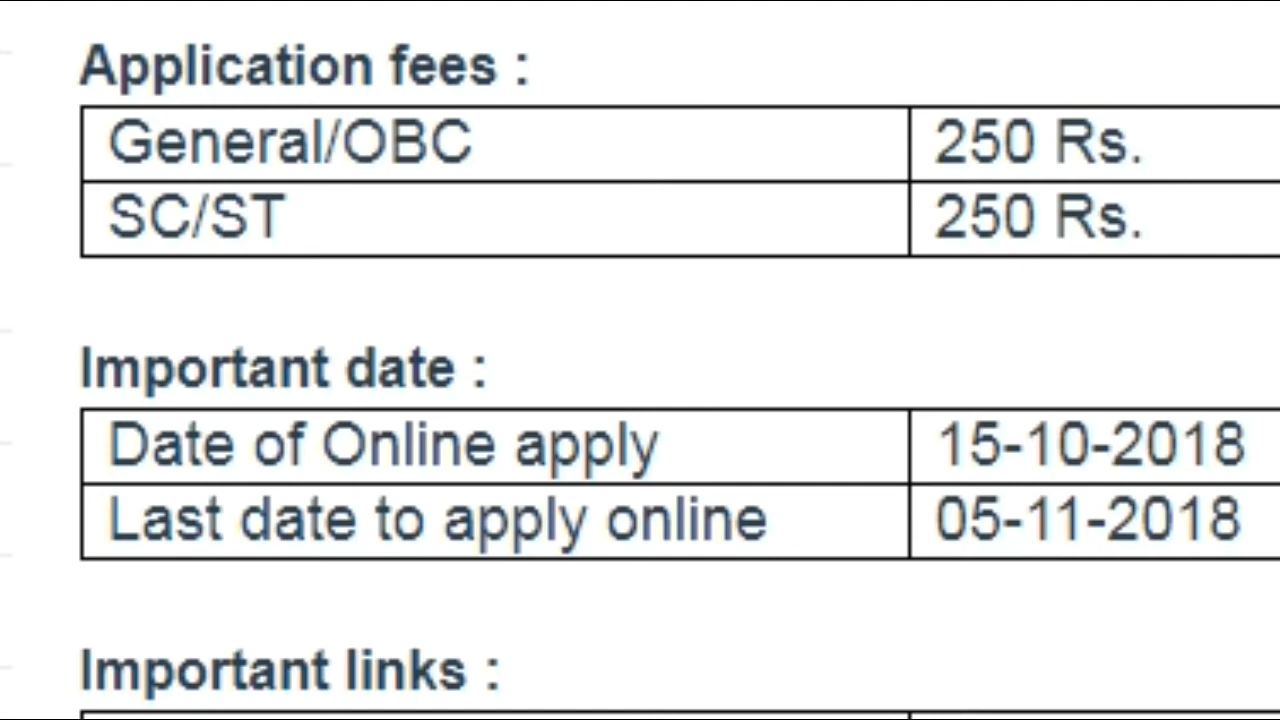 Application fees :
General/OBC 250 Rs.
SC/ST 250 Rs.
Important date :
Date of Online apply 15-10-2018
Last date to apply online 05-11-2018
Important links :